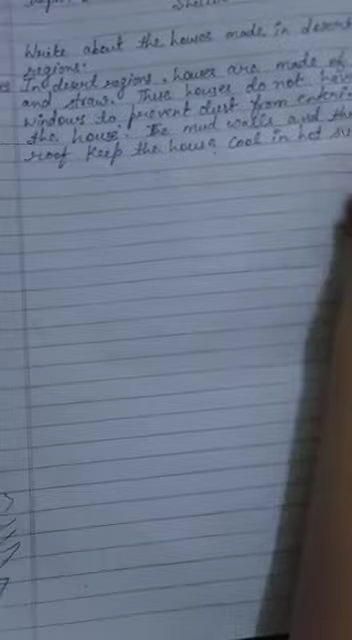 Shelter
Write about the houses made in desert
regions.
In desert regions, houses are made of
and straw. These houses do not have
windows to prevent dust from entering
the house. The mud walls and
roof keep the house cool in hot